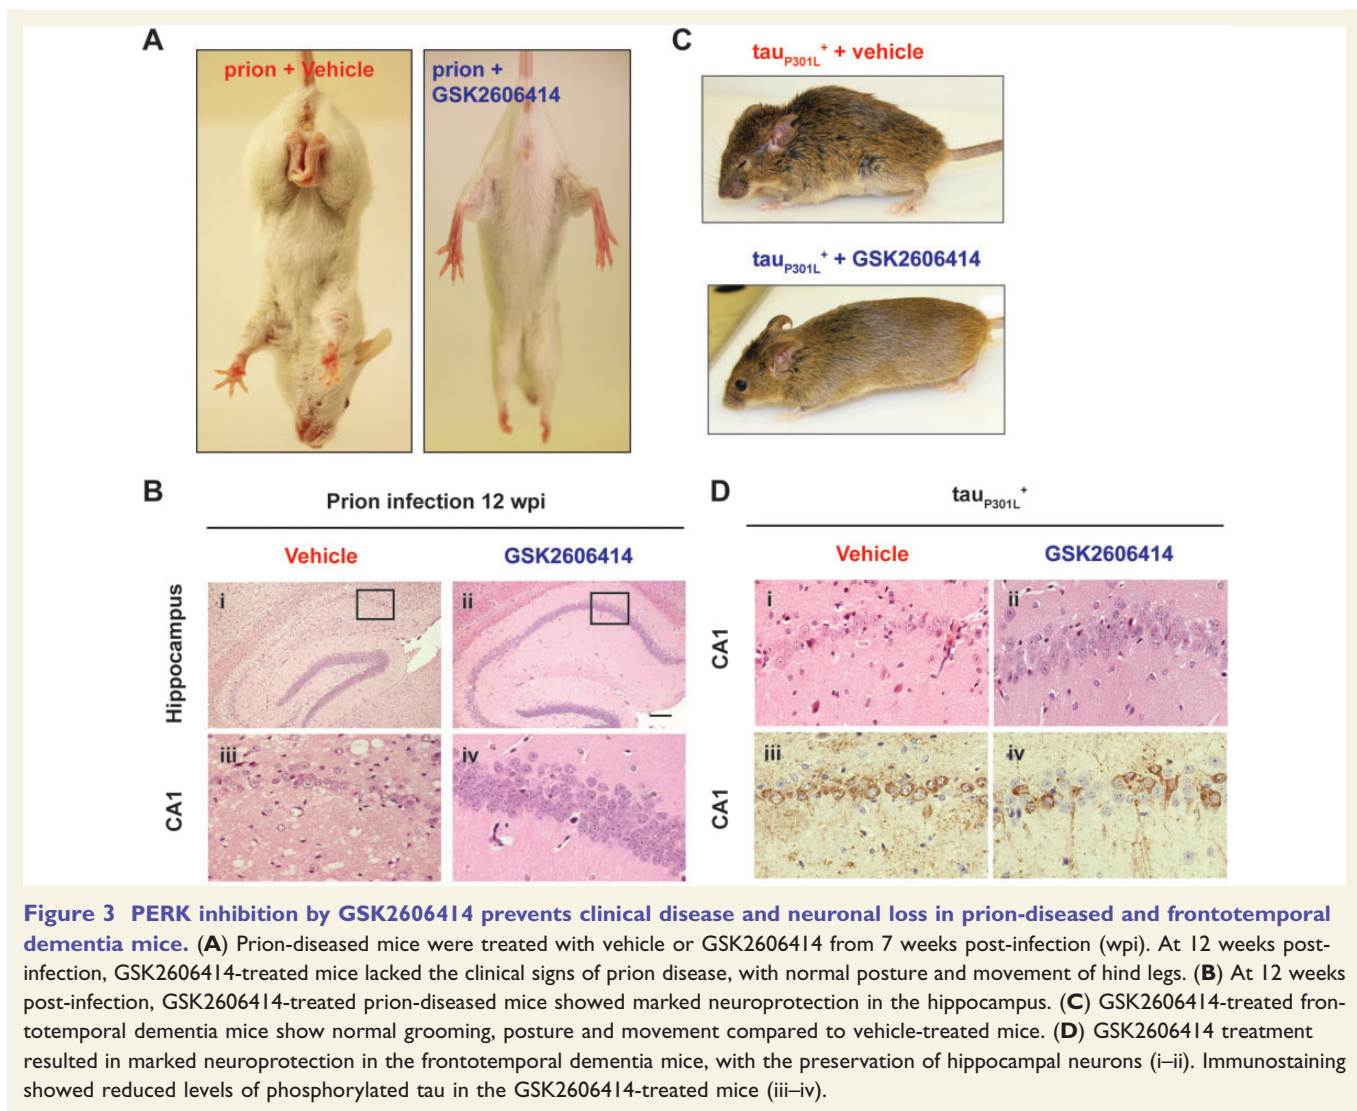 A
prion + Vehicle
prion +
GSK2606414
C
tauP301L+ + vehicle
tauP301L+ + GSK2606414
B
Prion infection 12 wpi
Vehicle
GSK2606414
Hippocampus
i
ii
CA1
iii
iv
D
tauP301L+
Vehicle
GSK2606414
CA1
i
ii
CA1
iii
iv
Figure 3 PERK inhibition by GSK2606414 prevents clinical disease and neuronal loss in prion-diseased and frontotemporal
dementia mice. (A) Prion-diseased mice were treated with vehicle or GSK2606414 from 7 weeks post-infection (wpi). At 12 weeks post-
infection, GSK2606414-treated mice lacked the clinical signs of prion disease, with normal posture and movement of hind legs. (B) At 12 weeks
post-infection, GSK2606414-treated prion-diseased mice showed marked neuroprotection in the hippocampus. (C) GSK2606414-treated fron-
totemporal dementia mice show normal grooming, posture and movement compared to vehicle-treated mice. (D) GSK2606414 treatment
resulted in marked neuroprotection in the frontotemporal dementia mice, with the preservation of hippocampal neurons (i–ii). Immunostaining
showed reduced levels of phosphorylated tau in the GSK2606414-treated mice (iii–iv).